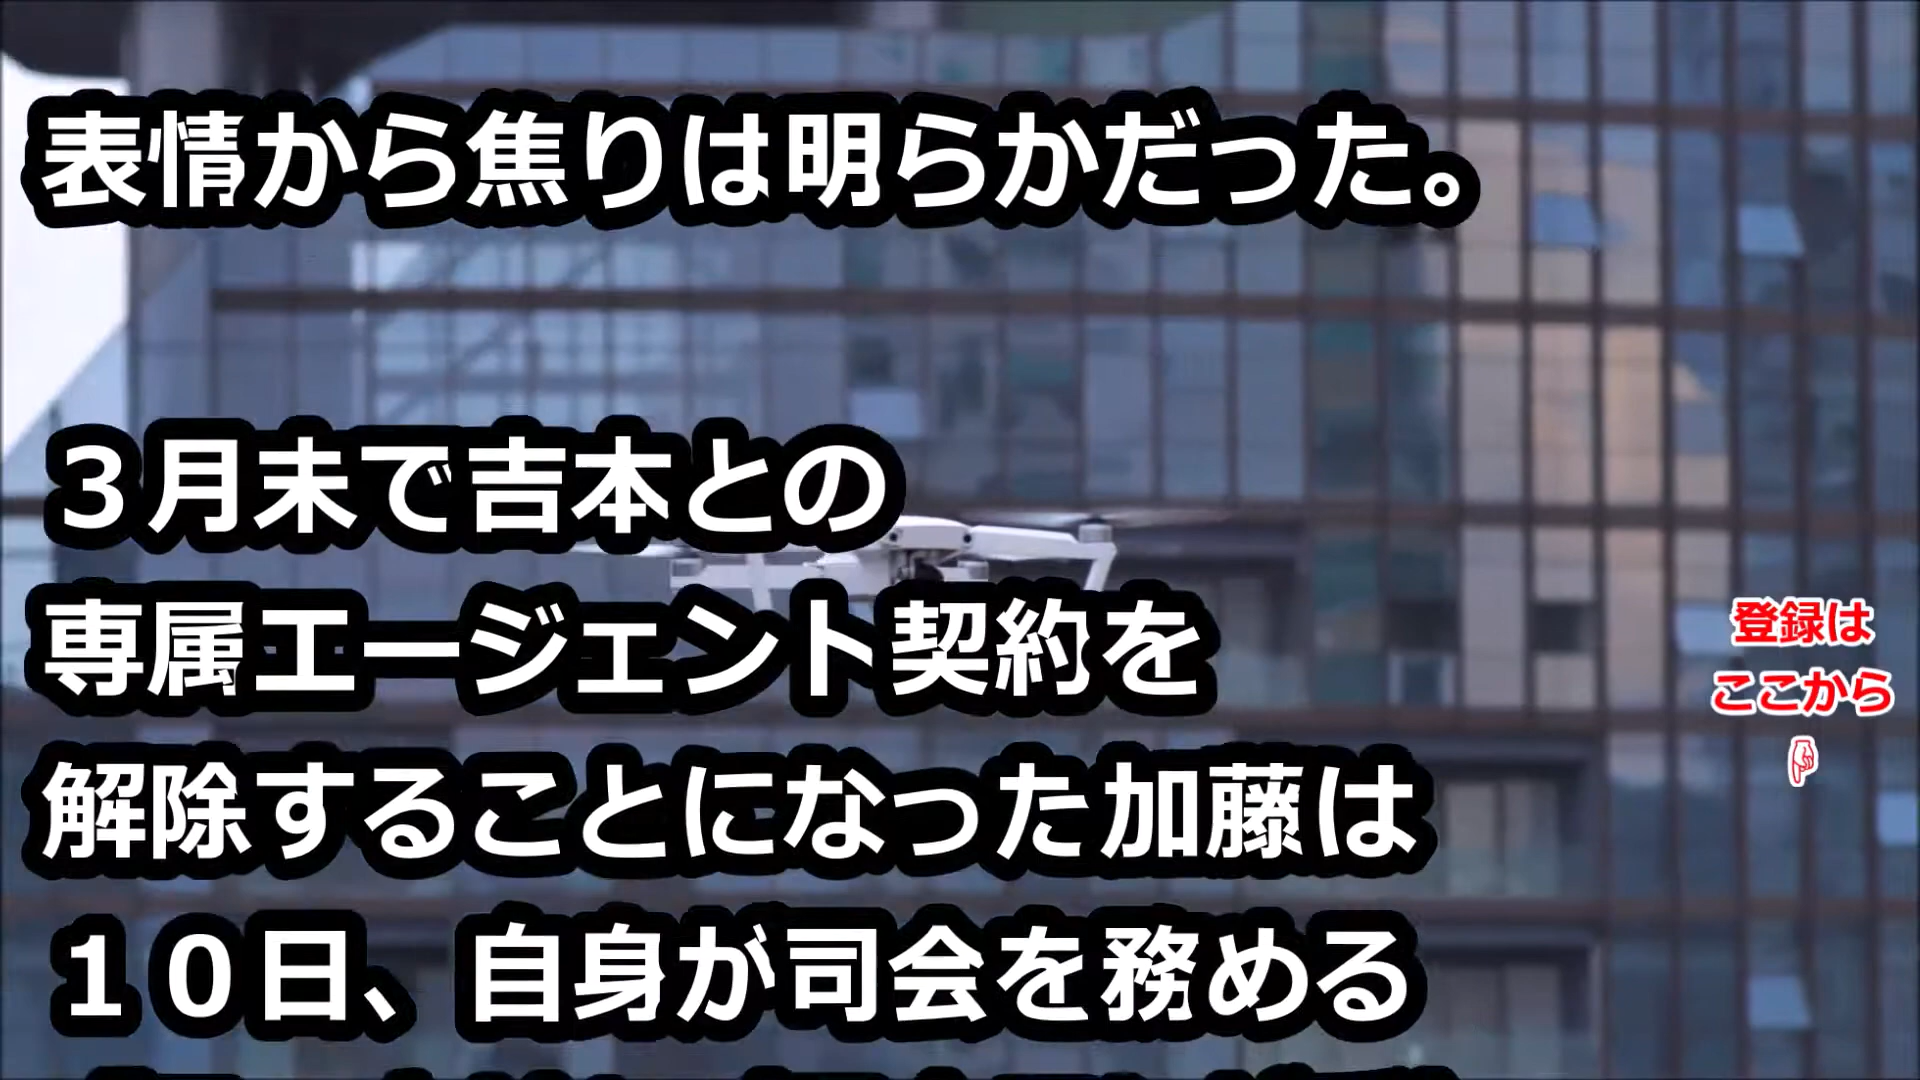 表情から焦りは明らかだった。
３月末で吉本との
専属エージェント契約を
解除することになった加藤は
１０日、自身が司会を務める
登録は
ここから